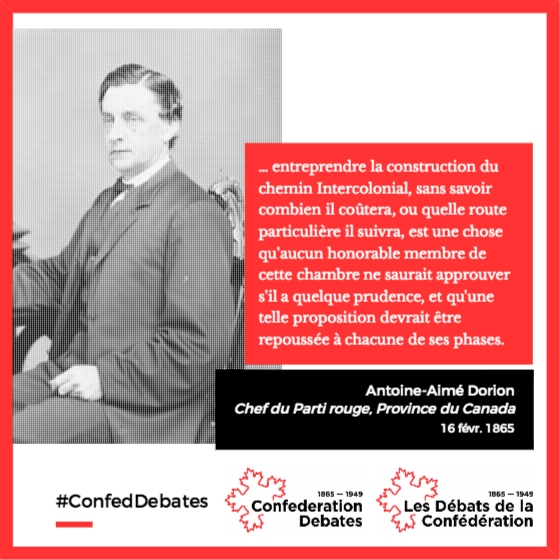 ... entreprendre la construction du
chemin Intercolonial, sans savoir
combien il coûtera, ou quelle route
particulière il suivra, est une chose
qu'aucun honorable membre de
cette chambre ne saurait approuver
s'il a quelque prudence, et qu'une
telle proposition devrait être
repoussée à chacune de ses phases.
Antoine-Aimé Dorion
Chef du Parti rouge, Province du Canada
16 févr. 1865
#ConfedDebates
1865 — 1949
Confederation
Debates
1865 — 1949
Les Débats de la
Confédération